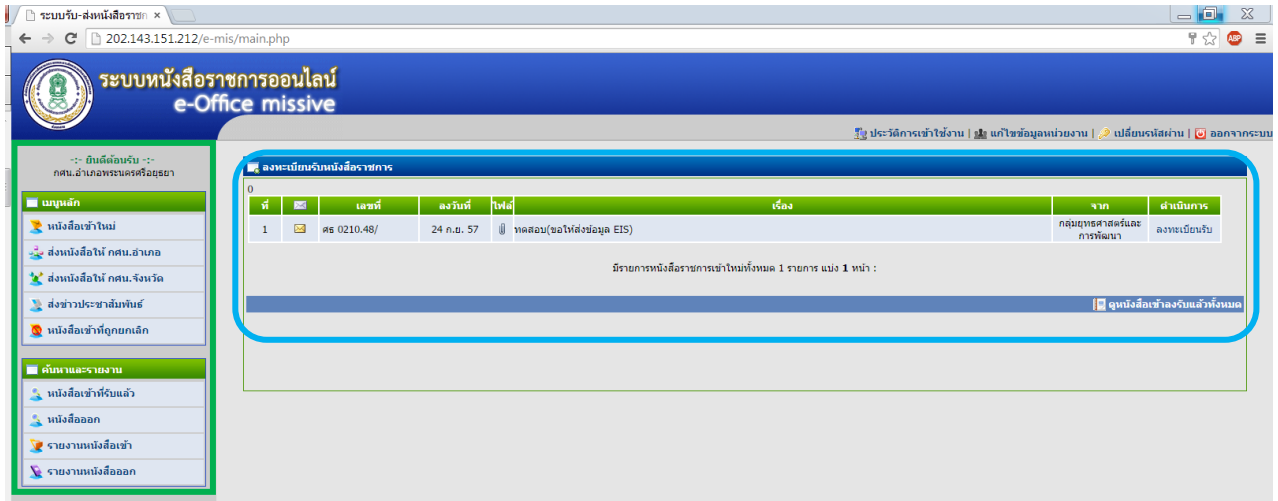 ระบบรับ-ส่งหนังสือราชก
202.143.151.212/e-mis/main.php
ABP
ระบบหนังสือราชการออนไลน์
e-Office missive
ประวัติการเข้าใช้งาน | แก้ไขข้อมูลหน่วยงาน | เปลี่ยนรหัสผ่าน | ออกจากระบบ
-:- ยินดีต้อนรับ -:-
กศน.อำเภอพระนครศรีอยุธยา
เมนูหลัก
หนังสือเข้าใหม่
ส่งหนังสือให้ กศน.อำเภอ
ส่งหนังสือให้ กศน.จังหวัด
ส่งข่าวประชาสัมพันธ์
หนังสือเข้าที่ถูกยกเลิก
ค้นหาและรายงาน
หนังสือเข้าที่รับแล้ว
หนังสือออก
รายงานหนังสือเข้า
รายงานหนังสือออก
ลงทะเบียนรับหนังสือราชการ
0
ที่ เลขที่ ลงวันที่ ไฟล์ เรื่อง จาก ดำเนินการ
1 ศธ 0210.48/ 24 ก.ย. 57 ทดสอบ(ขอให้ส่งข้อมูล EIS) กลุ่มยุทธศาสตร์และ ลงทะเบียนรับ
การพัฒนา
มีรายการหนังสือราชการเข้าใหม่ทั้งหมด 1 รายการ แบ่ง 1 หน้า :
ดูหนังสือเข้าลงรับแล้วทั้งหมด